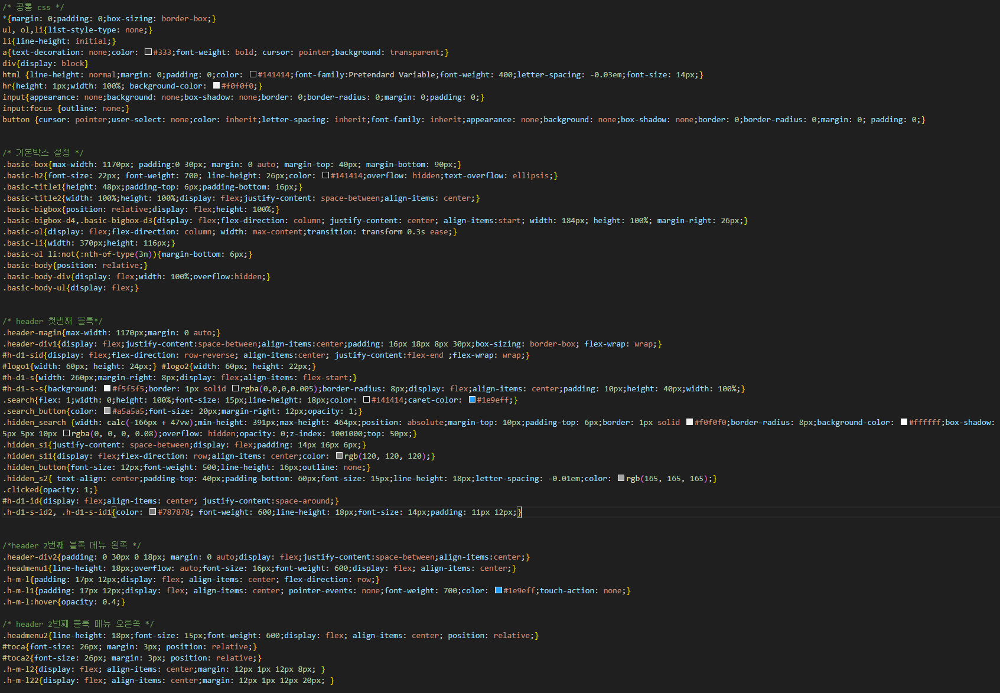 /* 공통 css */
*{margin: 0;padding: 0;box-sizing: border-box;}
ul, ol,li{list-style-type: none;}
li{line-height: initial;}
a{text-decoration: none;color: #333;font-weight: bold; cursor: pointer;background: transparent;}
div{display: block}
html {line-height: normal;margin: 0;padding: 0;color: #141414;font-family:Pretendard Variable;font-weight: 400;letter-spacing: -0.03em;font-size: 14px;}
hr{height: 1px;width: 100%; background-color: #f0f0f0;}
input{appearance: none;background: none;box-shadow: none;border: 0;border-radius: 0;margin: 0;padding: 0;}
input:focus {outline: none;}
button {cursor: pointer;user-select: none;color: inherit;letter-spacing: inherit;font-family: inherit;appearance: none;background: none;box-shadow: none;border: 0;border-radius: 0;margin: 0; padding: 0;}
/* 기본박스 설정 */
.basic-box{max-width: 1170px; padding:0 30px; margin: 0 auto; margin-top: 40px; margin-bottom: 90px;}
.basic-h2{font-size: 22px; font-weight: 700; line-height: 26px;color: #141414;overflow: hidden;text-overflow: ellipsis;}
.basic-title1{height: 48px;padding-top: 6px;padding-bottom: 16px;}
.basic-title2{width: 100%;height: 100%;display: flex;justify-content: space-between;align-items: center;}
.basic-bigbox{position: relative;display: flex;height: 100%;}
.basic-bigbox-d4,.basic-bigbox-d3{display: flex;flex-direction: column; justify-content: center; align-items:start; width: 184px; height: 100%; margin-right: 26px;}
.basic-ol{display: flex;flex-direction: column; width: max-content;transition: transform 0.3s ease;}
.basic-li{width: 370px;height: 116px;}
.basic-ol li:not(:nth-of-type(3n)){margin-bottom: 6px;}
.basic-body{position: relative;}
.basic-body-div{display: flex;width: 100%;overflow:hidden;}
.basic-body-ul{display: flex;}
/* header 첫번째 블록*/
.header-magin{max-width: 1170px;margin: 0 auto;}
.header-div1{display: flex;justify-content:space-between;align-items:center;padding: 16px 18px 8px 30px;box-sizing: border-box; flex-wrap: wrap;}
#h-d1-sid{display: flex;flex-direction: row-reverse; align-items:center; justify-content:flex-end ;flex-wrap: wrap;}
#logo1{width: 60px; height: 24px;} #logo2{width: 60px; height: 22px;}
#h-d1-s{width: 260px;margin-right: 8px;display: flex;align-items: flex-start;}
#h-d1-s-s{background: #f5f5f5;border: 1px solid rgba(0,0,0,0.005);border-radius: 8px;display: flex;align-items: center;padding: 10px;height: 40px;width: 100%;}
.search{flex: 1;width: 0;height: 100%;font-size: 15px;line-height: 18px;color: #141414;caret-color: #1e9eff;}
.search_button{color: #a5a5a5;font-size: 20px;margin-right: 12px;opacity: 1;}
.hidden_search {width: calc(-166px + 47vw);min-height: 391px;max-height: 464px;position: absolute;margin-top: 10px;padding-top: 6px;border: 1px solid #f0f0f0;border-radius: 8px;background-color: #ffffff;box-shadow:
5px 5px 10px rgba(0, 0, 0, 0.08);overflow: hidden;opacity: 0;z-index: 1001000;top: 50px;}
.hidden_s1{justify-content: space-between;display: flex;padding: 14px 16px 6px;}
.hidden_s11{display: flex;flex-direction: row;align-items: center;color: rgb(120, 120, 120);}
.hidden_button{font-size: 12px;font-weight: 500;line-height: 16px;outline: none;}
.hidden_s2{ text-align: center;padding-top: 40px;padding-bottom: 60px;font-size: 15px;line-height: 18px;letter-spacing: -0.01em;color: rgb(165, 165, 165);}
.clicked{opacity: 1;}
#h-d1-id{display: flex;align-items: center; justify-content:space-around;}
.h-d1-s-id2, .h-d1-s-id1{color: #787878; font-weight: 600;line-height: 18px;font-size: 14px;padding: 11px 12px;}
/*header 2번째 블록 메뉴 왼쪽 */
.header-div2{padding: 0 30px 0 18px; margin: 0 auto;display: flex;justify-content:space-between;align-items:center;}
.headmenu1{line-height: 18px;overflow: auto;font-size: 16px;font-weight: 600;display: flex; align-items: center;}
.h-m-l{padding: 17px 12px;display: flex; align-items: center; flex-direction: row;}
.h-m-l1{padding: 17px 12px;display: flex; align-items: center; pointer-events: none;font-weight: 700;color: #1e9eff;touch-action: none;}
.h-m-l:hover{opacity: 0.4;}
/* header 2번째 블록 메뉴 오른쪽 */
.headmenu2{line-height: 18px;font-size: 15px;font-weight: 600;display: flex; align-items: center; position: relative;}
#toca{font-size: 26px; margin: 3px; position: relative;}
#toca2{font-size: 26px; margin: 3px; position: relative;}
.h-m-l2{display: flex; align-items: center;margin: 12px 1px 12px 8px; }
.h-m-l22{display: flex; align-items: center;margin: 12px 1px 12px 20px; }